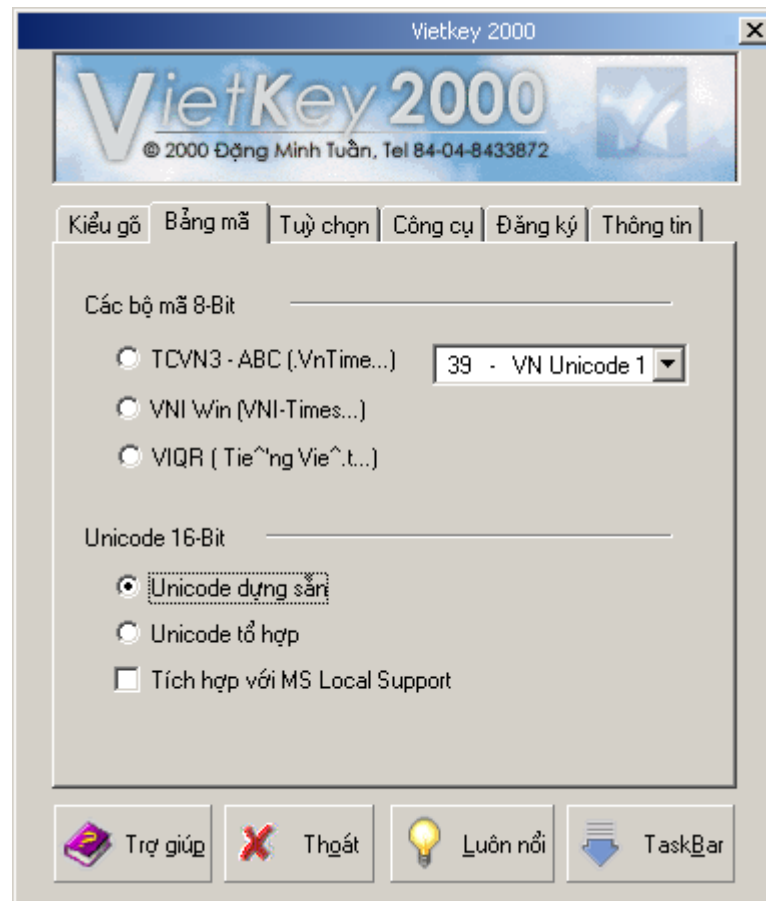 Vietkey 2000
VietKey 2000
© 2000 Đặng Minh Tuấn, Tel 84-04-8433872
Kiểu gõ Bảng mã Tuỳ chọn Công cụ Đăng ký Thông tin
Các bộ mã 8-Bit
TCVN3 - ABC (.VnTime...) 39 - VN Unicode 1
VNI Win (VNI-Times...)
VIQR ( Tie^'ng Vie^.t...)
Unicode 16-Bit
Unicode dựng sẵn
Unicode tổ hợp
Tích hợp với MS Local Support
Trợ giúp Thoát Luôn nổi TaskBar